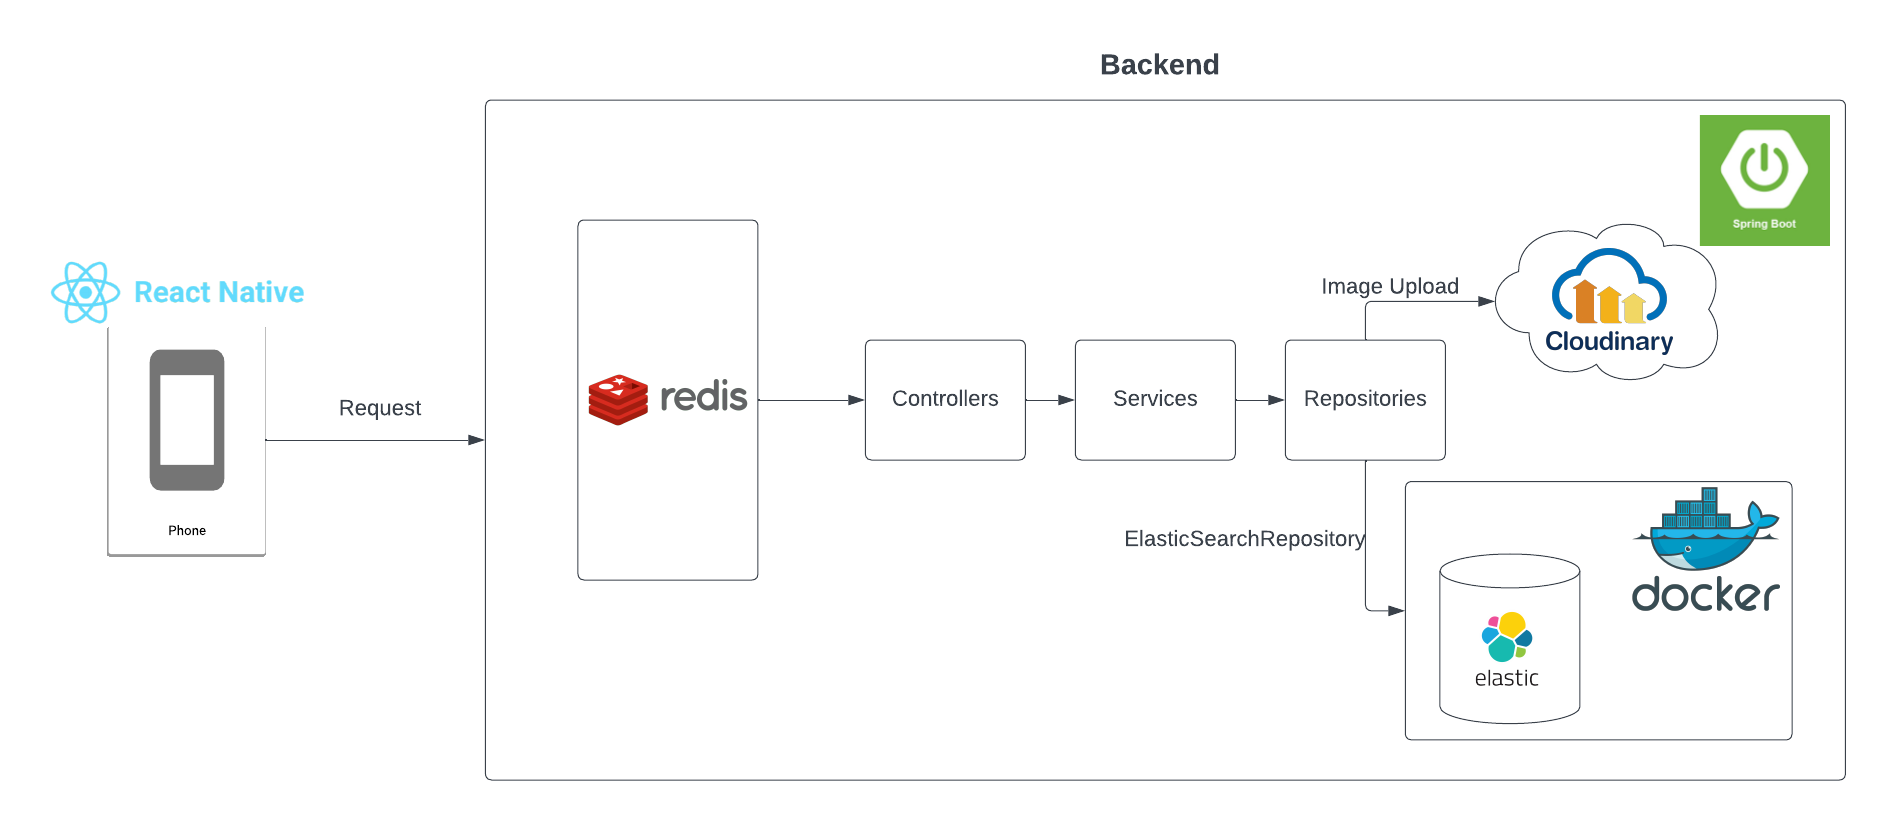 Backend
Spring Boot
React Native
Phone
Request
redis
Controllers
Services
Repositories
Image Upload
Cloudinary
ElasticSearchRepository
docker
elastic